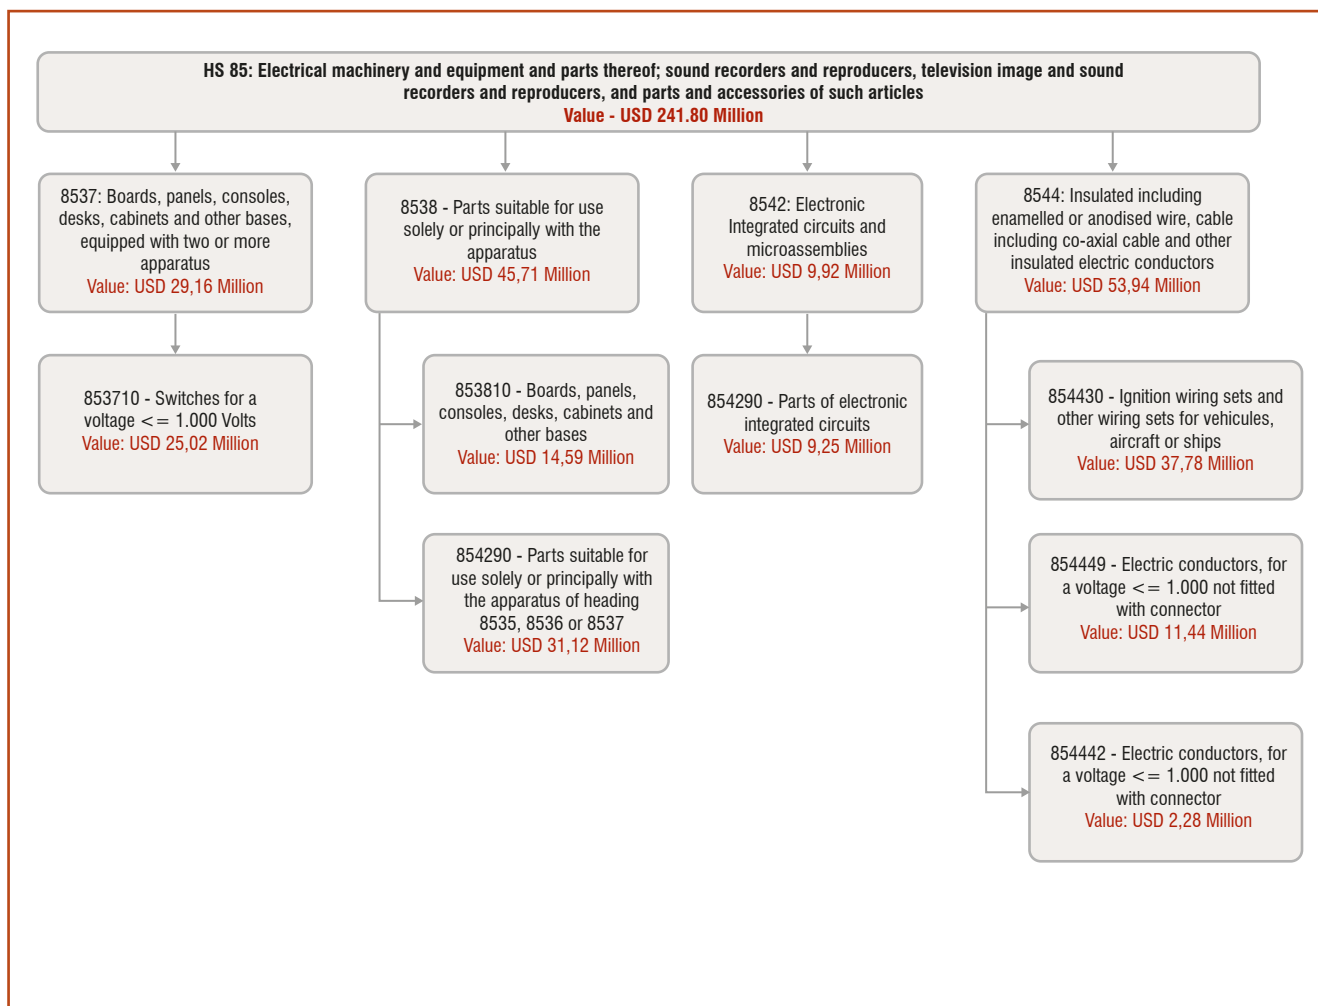 HS 85: Electrical machinery and equipment and parts thereof; sound recorders and reproducers, television image and sound
recorders and reproducers, and parts and accessories of such articles
Value - USD 241.80 Million
8537: Boards, panels, consoles,
desks, cabinets and other bases,
equipped with two or more
apparatus
Value: USD 29,16 Million
8538 - Parts suitable for use
solely or principally with the
apparatus
Value: USD 45,71 Million
8542: Electronic
Integrated circuits and
microassemblies
Value: USD 9,92 Million
8544: Insulated including
enamelled or anodised wire, cable
including co-axial cable and other
insulated electric conductors
Value: USD 53,94 Million
853710 - Switches for a
voltage <= 1.000 Volts
Value: USD 25,02 Million
853810 - Boards, panels,
consoles, desks, cabinets and
other bases
Value: USD 14,59 Million
854290 - Parts of electronic
integrated circuits
Value: USD 9,25 Million
854430 - Ignition wiring sets and
other wiring sets for vehicules,
aircraft or ships
Value: USD 37,78 Million
854290 - Parts suitable for
use solely or principally with
the apparatus of heading
8535, 8536 or 8537
Value: USD 31,12 Million
854449 - Electric conductors, for
a voltage <= 1.000 not fitted
with connector
Value: USD 11,44 Million
854442 - Electric conductors, for
a voltage <= 1.000 not fitted
with connector
Value: USD 2,28 Million